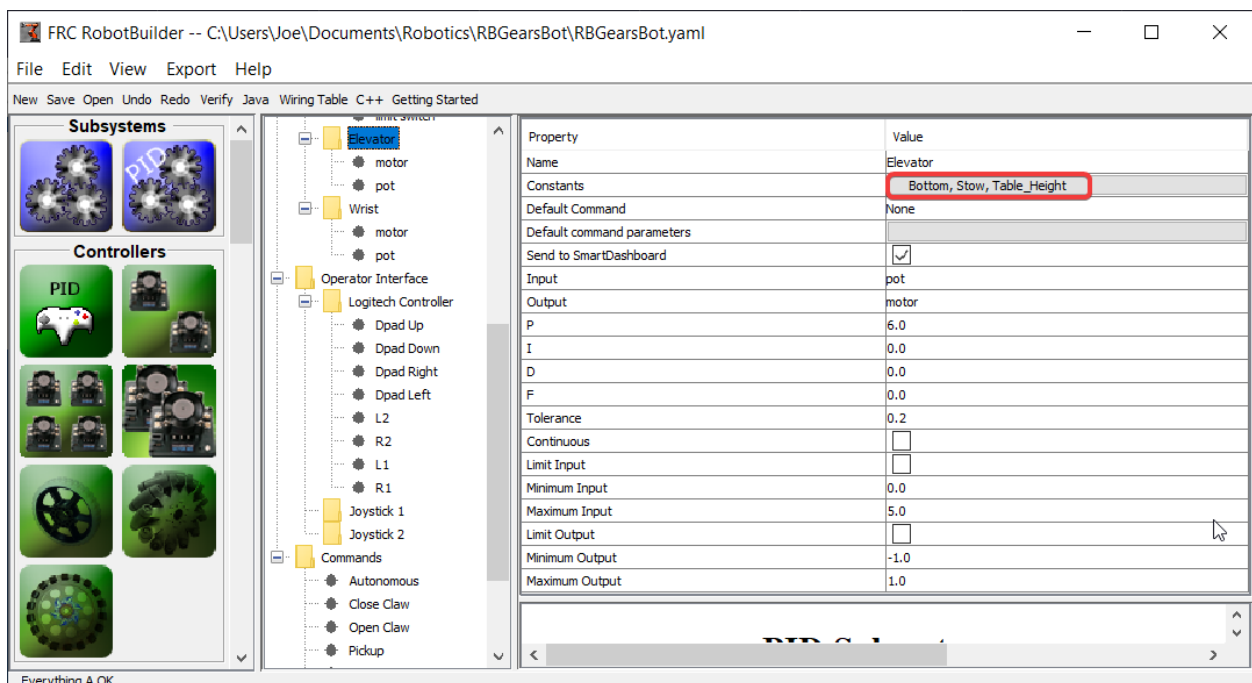 FRC RobotBuilder -- C:\Users\Joe\Documents\Robotics\RBGearsBot\RBGearsBot.yaml
File Edit View Export Help
New Save Open Undo Redo Verify Java Wiring Table C++ Getting Started
Subsystems
PID
Controllers
PID
limit switch
Elevator
motor
pot
Wrist
motor
pot
Operator Interface
Logitech Controller
Dpad Up
Dpad Down
Dpad Right
Dpad Left
L2
R2
L1
R1
Joystick 1
Joystick 2
Commands
Autonomous
Close Claw
Open Claw
Pickup
Property Value
Name Elevator
Constants Bottom, Stow, Table_Height
Default Command None
Default command parameters
Send to SmartDashboard
Input pot
Output motor
P 6.0
I 0.0
D 0.0
F 0.0
Tolerance 0.2
Continuous
Limit Input
Minimum Input 0.0
Maximum Input 5.0
Limit Output
Minimum Output -1.0
Maximum Output 1.0
Everything A OK